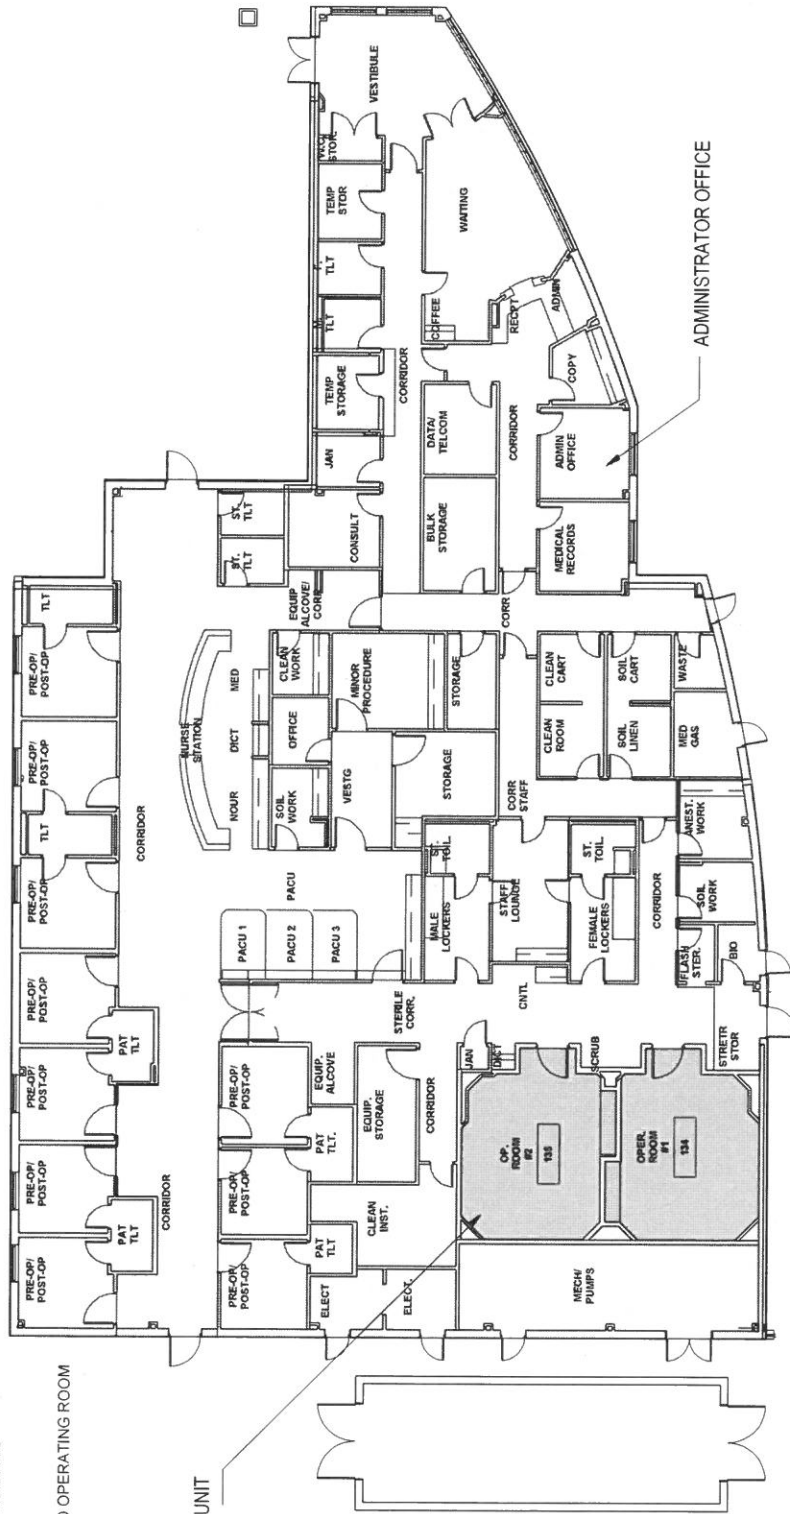 OPERATING ROOM
UNIT
PRE-OP/
POST-OP
PRE-OP/
POST-OP
PRE-OP/
POST-OP
PRE-OP/
POST-OP
PRE-OP/
POST-OP
TLT
PRE-OP/
POST-OP
PRE-OP/
POST-OP
TLT
PAT
TLT
PAT
TLT
CORRIDOR
CORRIDOR
NURSE
STATION
ST.
TLT
ST.
TLT
PRE-OP/
POST-OP
PRE-OP/
POST-OP
PRE-OP/
POST-OP
PACU 1
PACU 2
PACU 3
PACU
NOUR
DICT
MED
SOIL
WORK
OFFICE
CLEAN
WORK
EQUIP
ALCOVE/
CORR
CONSULT
JAN
TEMP
STORAGE
M.
TLT
F.
TLT
TEMP
STOR
W.C.
STOR.
VESTIBULE
ELECT
PAT
TLT
PAT
TLT.
EQUIP.
ALCOVE
VESTG
MINOR
PROCEDURE
ELECT.
CLEAN
INST.
EQUIP.
STORAGE
STERILE
CORR.
CORRIDOR
CORRIDOR
MALE
LOCKERS
ST.
TOIL.
STORAGE
STORAGE
BULK
STORAGE
DATA/
TELCOM
COFFEE
WAITING
JAN
DICT
CNTL
STAFF
LOUNGE
CORR
STAFF
CORR
CORRIDOR
RECPT
ADMIN
COPY
MECH/
PUMPS
OP.
ROOM
#2
135
SCRUB
FEMALE
LOCKERS
ST.
TOIL.
CLEAN
ROOM
CLEAN
CART
MEDICAL
RECORDS
ADMIN
OFFICE
OPER.
ROOM
#1
134
CORRIDOR
SOIL
LINEN
SOIL
CART
FLASH
STER.
SOIL
WORK
ANEST.
WORK
MED
GAS
WASTE
STRETR
STOR
BIO
ADMINISTRATOR OFFICE